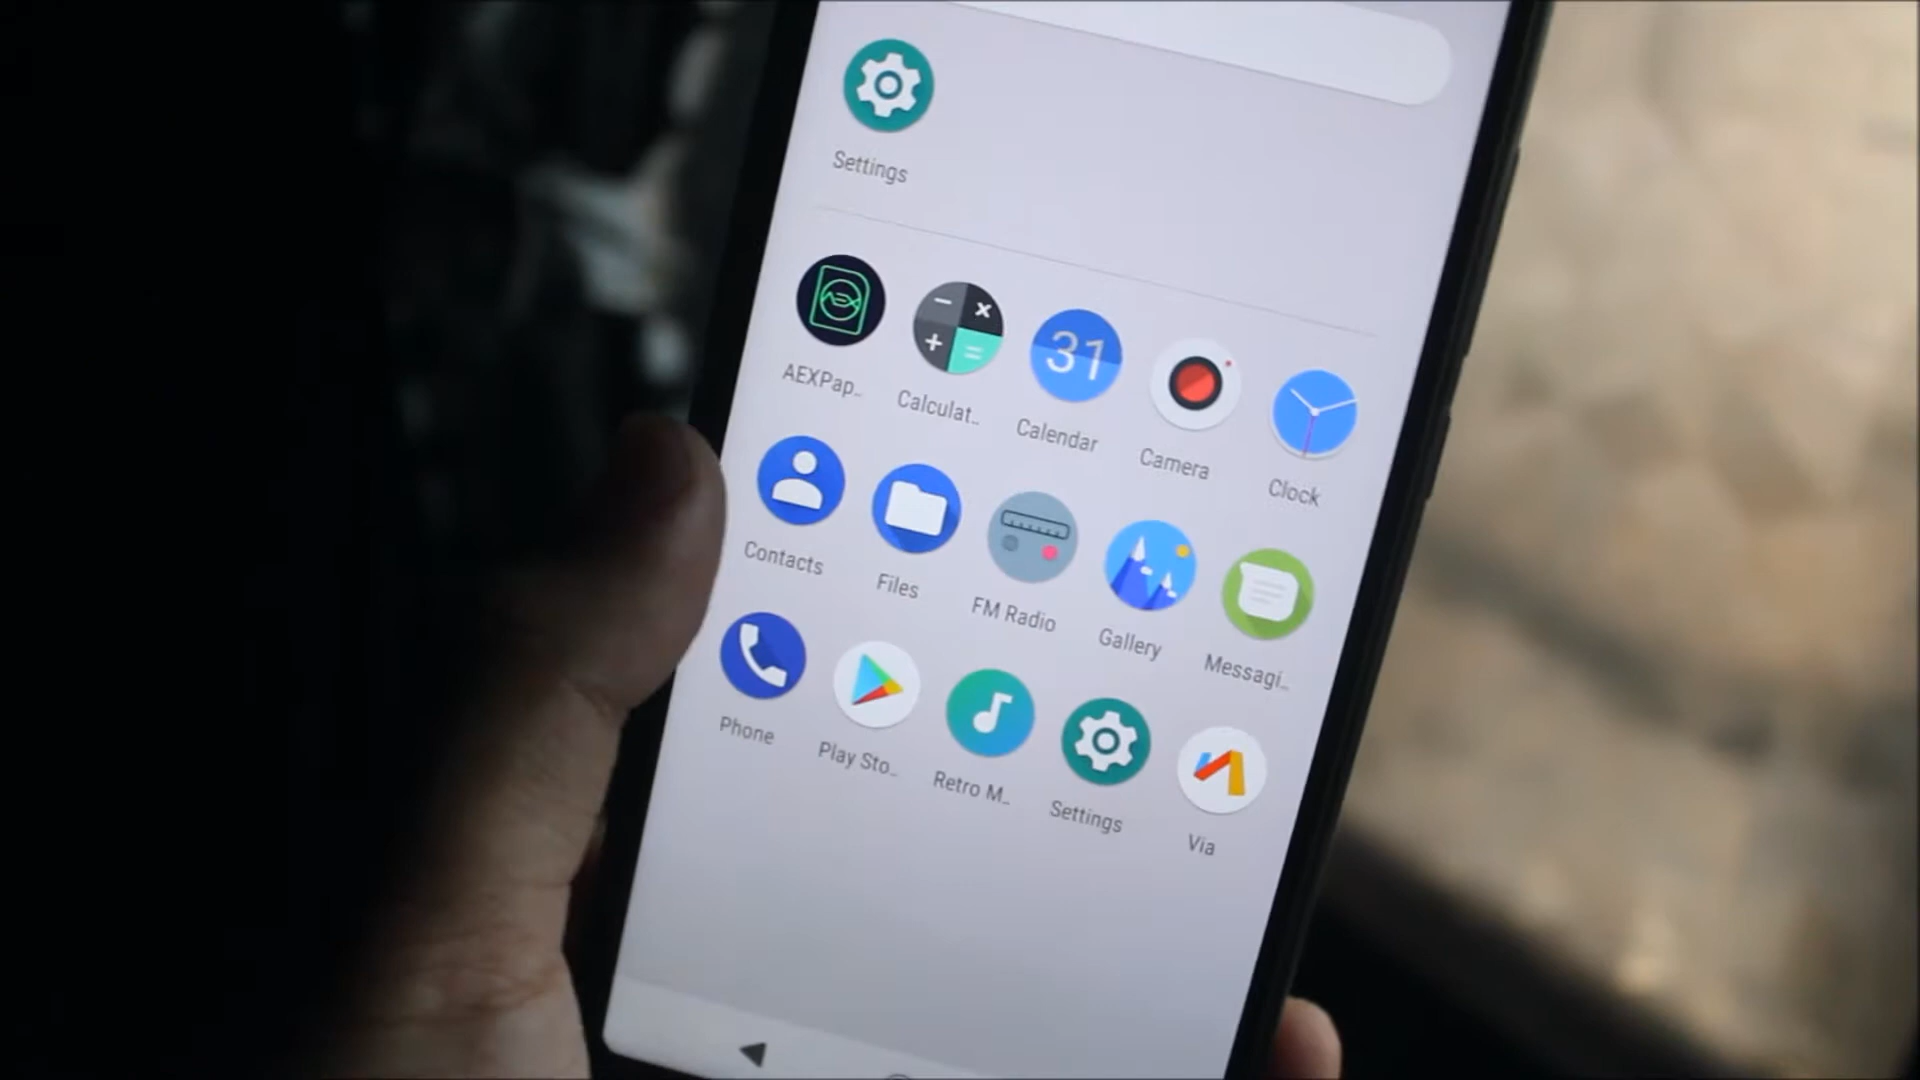 Settings
AEX
31
AEXPap..
Calculat..
Calendar
Camera
Clock
Contacts
Files
FM Radio
Gallery
Messagi..
Phone
Play Sto..
Retro M..
Settings
Via